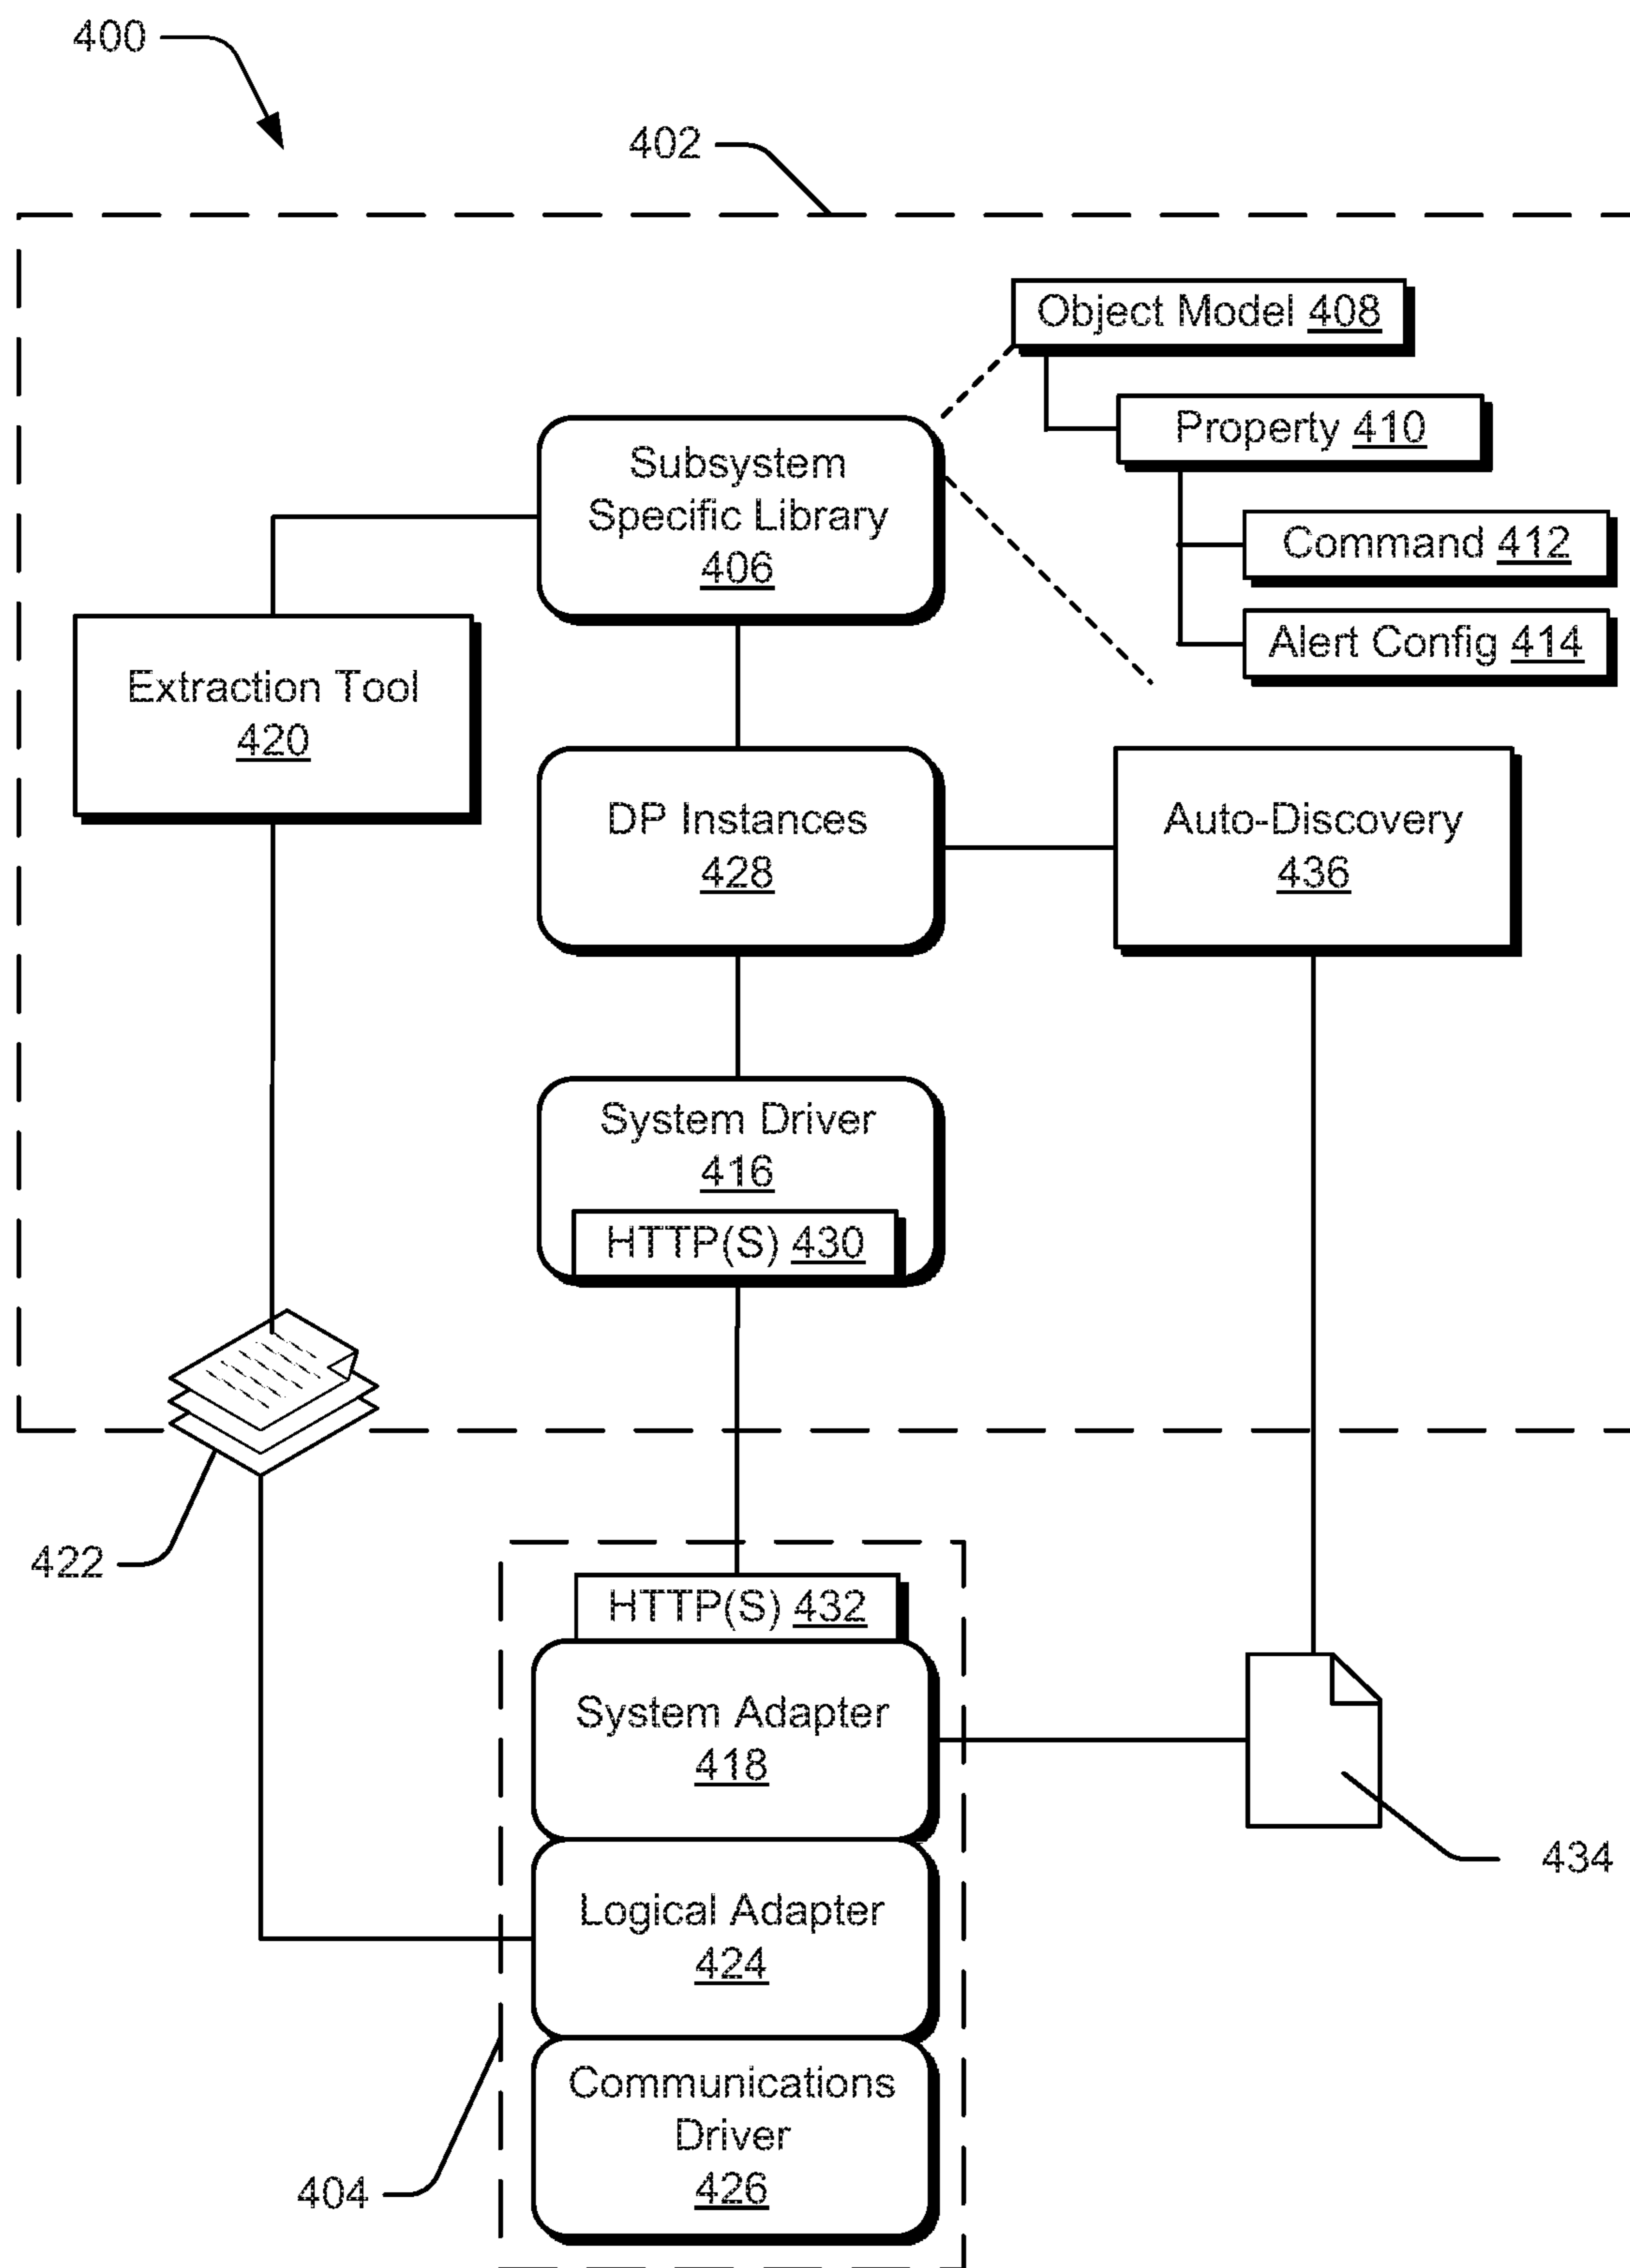 400
402
Object Model 408
Property 410
Command 412
Alert Config 414
Subsystem
Specific Library
406
Extraction Tool
420
DP Instances
428
Auto-Discovery
436
System Driver
416
HTTP(S) 430
422
HTTP(S) 432
System Adapter
418
434
Logical Adapter
424
Communications
Driver
426
404